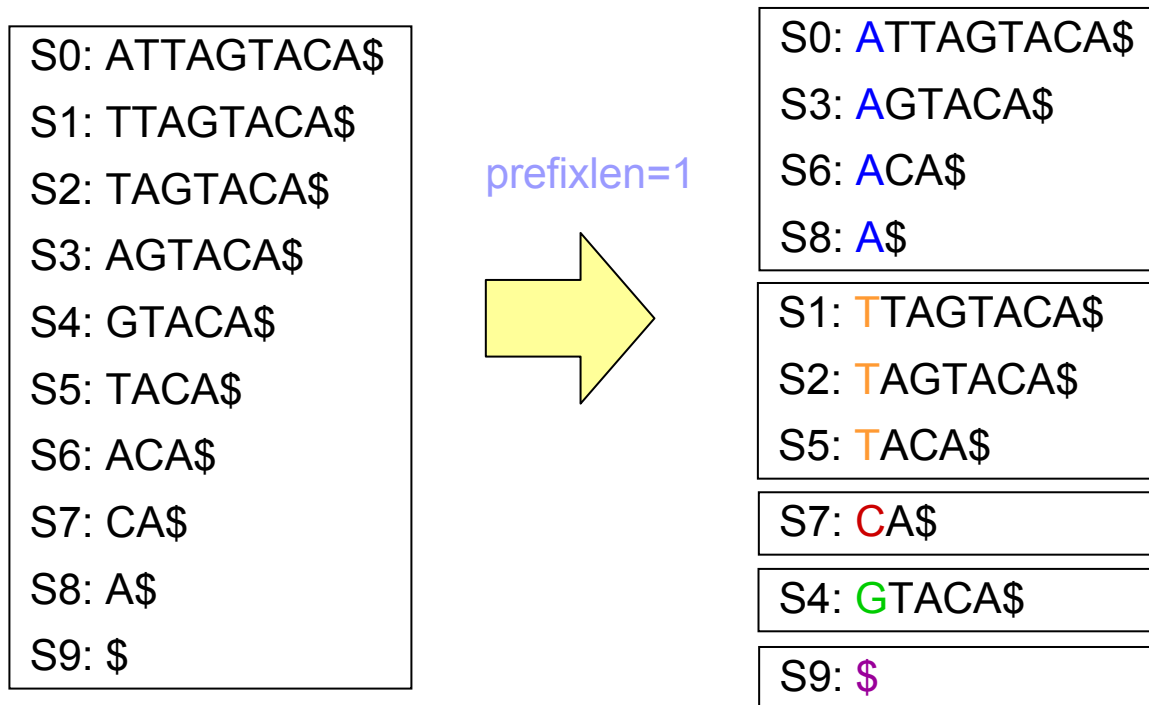 S0: ATTAGTACA$
S1: TTAGTACA$
S2: TAGTACA$
S3: AGTACA$
S4: GTACA$
S5: TACA$
S6: ACA$
S7: CA$
S8: A$
S9: $
prefixlen=1
S0: ATTAGTACA$
S3: AGTACA$
S6: ACA$
S8: A$
S1: TTAGTACA$
S2: TAGTACA$
S5: TACA$
S7: CA$
S4: GTACA$
S9: $